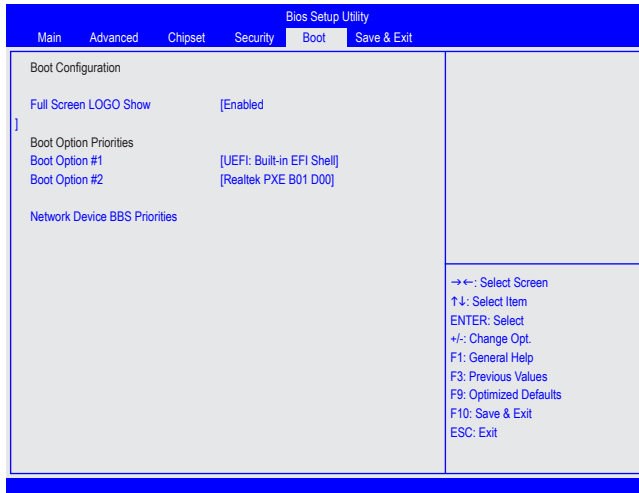 Bios Setup Utility
Main Advanced Chipset Security Boot Save & Exit
Boot Configuration
Full Screen LOGO Show [Enabled
]
Boot Option Priorities
Boot Option #1 [UEFI: Built-in EFI Shell]
Boot Option #2 [Realtek PXE B01 D00]
Network Device BBS Priorities
→←: Select Screen
↑↓: Select Item
ENTER: Select
+/-: Change Opt.
F1: General Help
F3: Previous Values
F9: Optimized Defaults
F10: Save & Exit
ESC: Exit